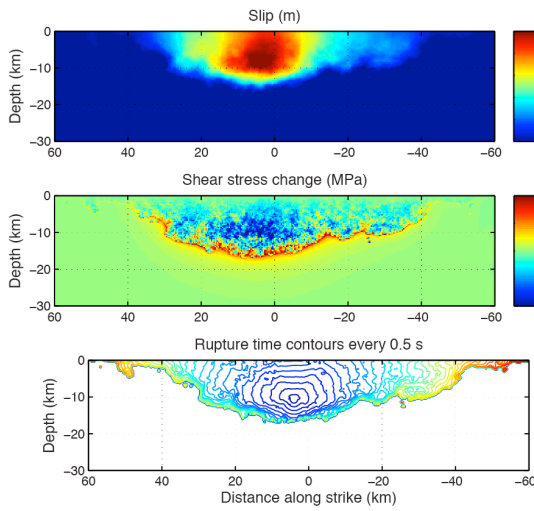 Slip (m)
0
−10
−20
−30
Depth (km)
60 40 20 0 −20 −40 −60
Shear stress change (MPa)
0
−10
−20
−30
Depth (km)
60 40 20 0 −20 −40 −60
Rupture time contours every 0.5 s
0
−10
−20
−30
Depth (km)
60 40 20 0 −20 −40 −60
Distance along strike (km)